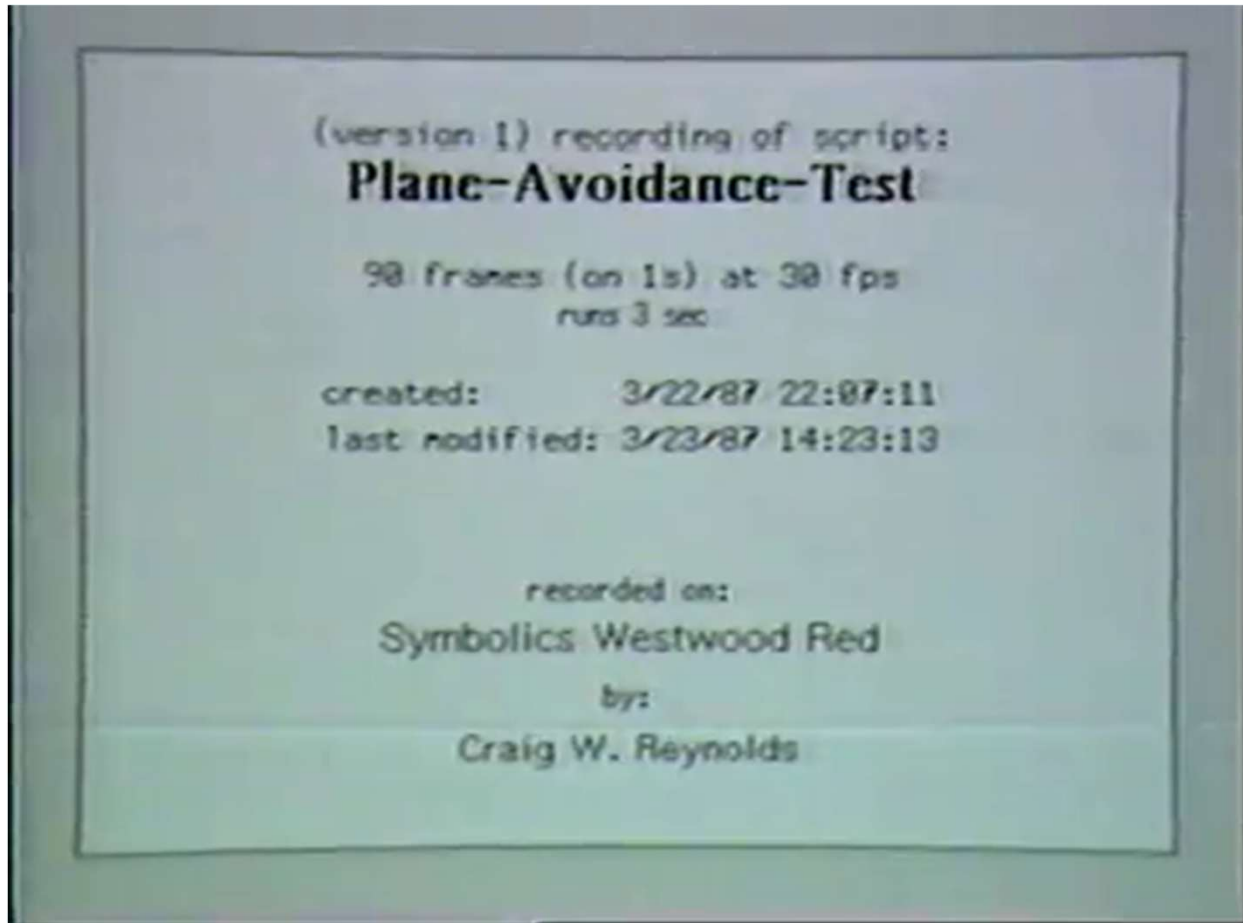 (version 1) recording of script:
Plane-Avoidance-Test
90 frames (on 1s) at 30 fps
runs 3 sec
created: 3/22/87 22:07:11
last modified: 3/23/87 14:23:13
recorded on:
Symbolics Westwood Red
by:
Craig W. Reynolds